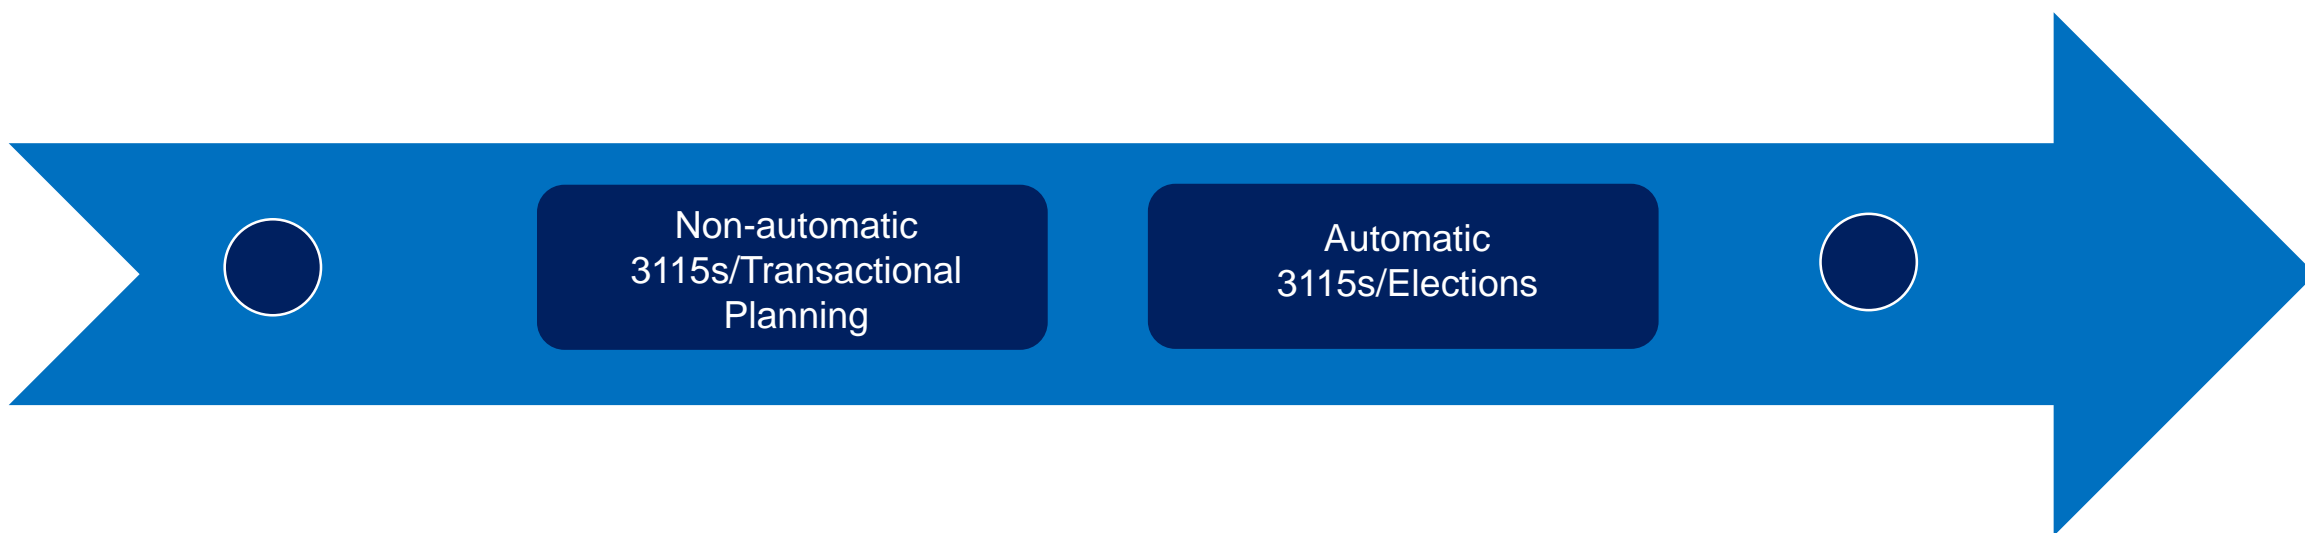 Non-automatic
3115s/Transactional
Planning
Automatic
3115s/Elections